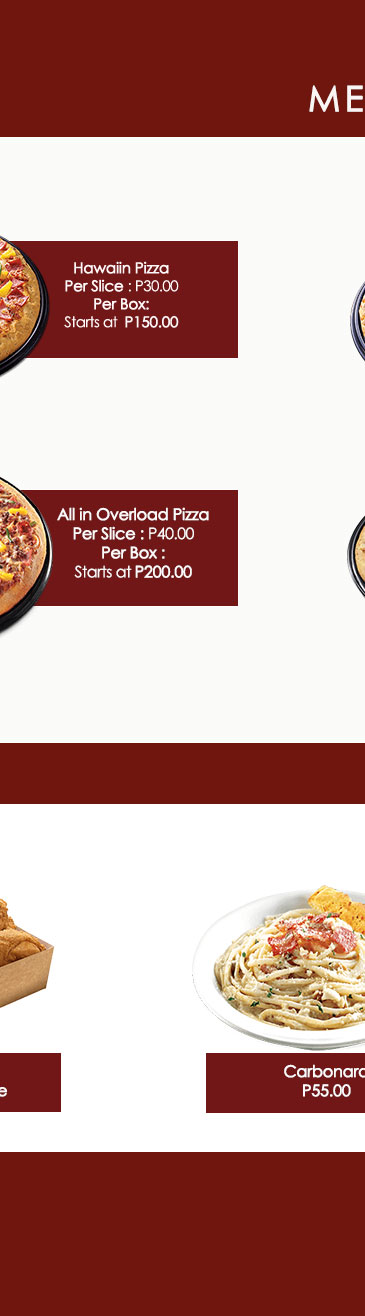 ME
Hawaiin Pizza
Per Slice : P30.00
Per Box:
Starts at P150.00
All in Overload Pizza
Per Slice : P40.00
Per Box :
Starts at P200.00
e
Carbonara
P55.00